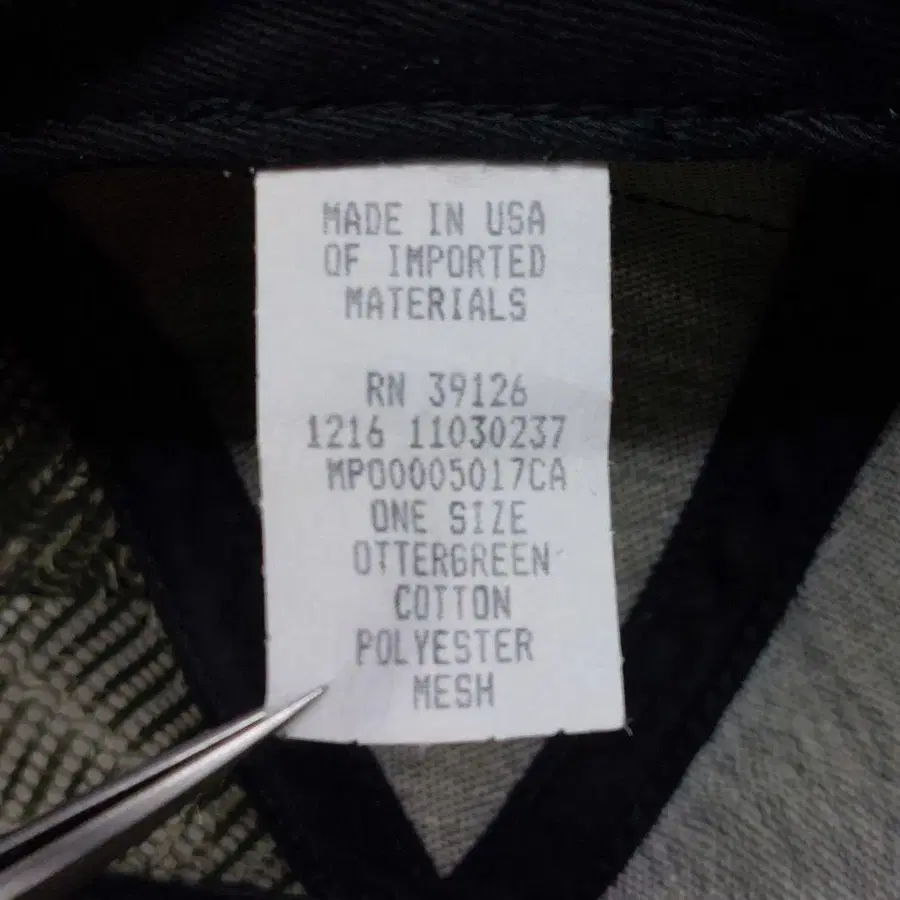 MADE IN USA
OF IMPORTED
MATERIALS
RN 39126
1216 11030237
MP00005017CA
ONE SIZE
OTTERGREEN
COTTON
POLYESTER
MESH